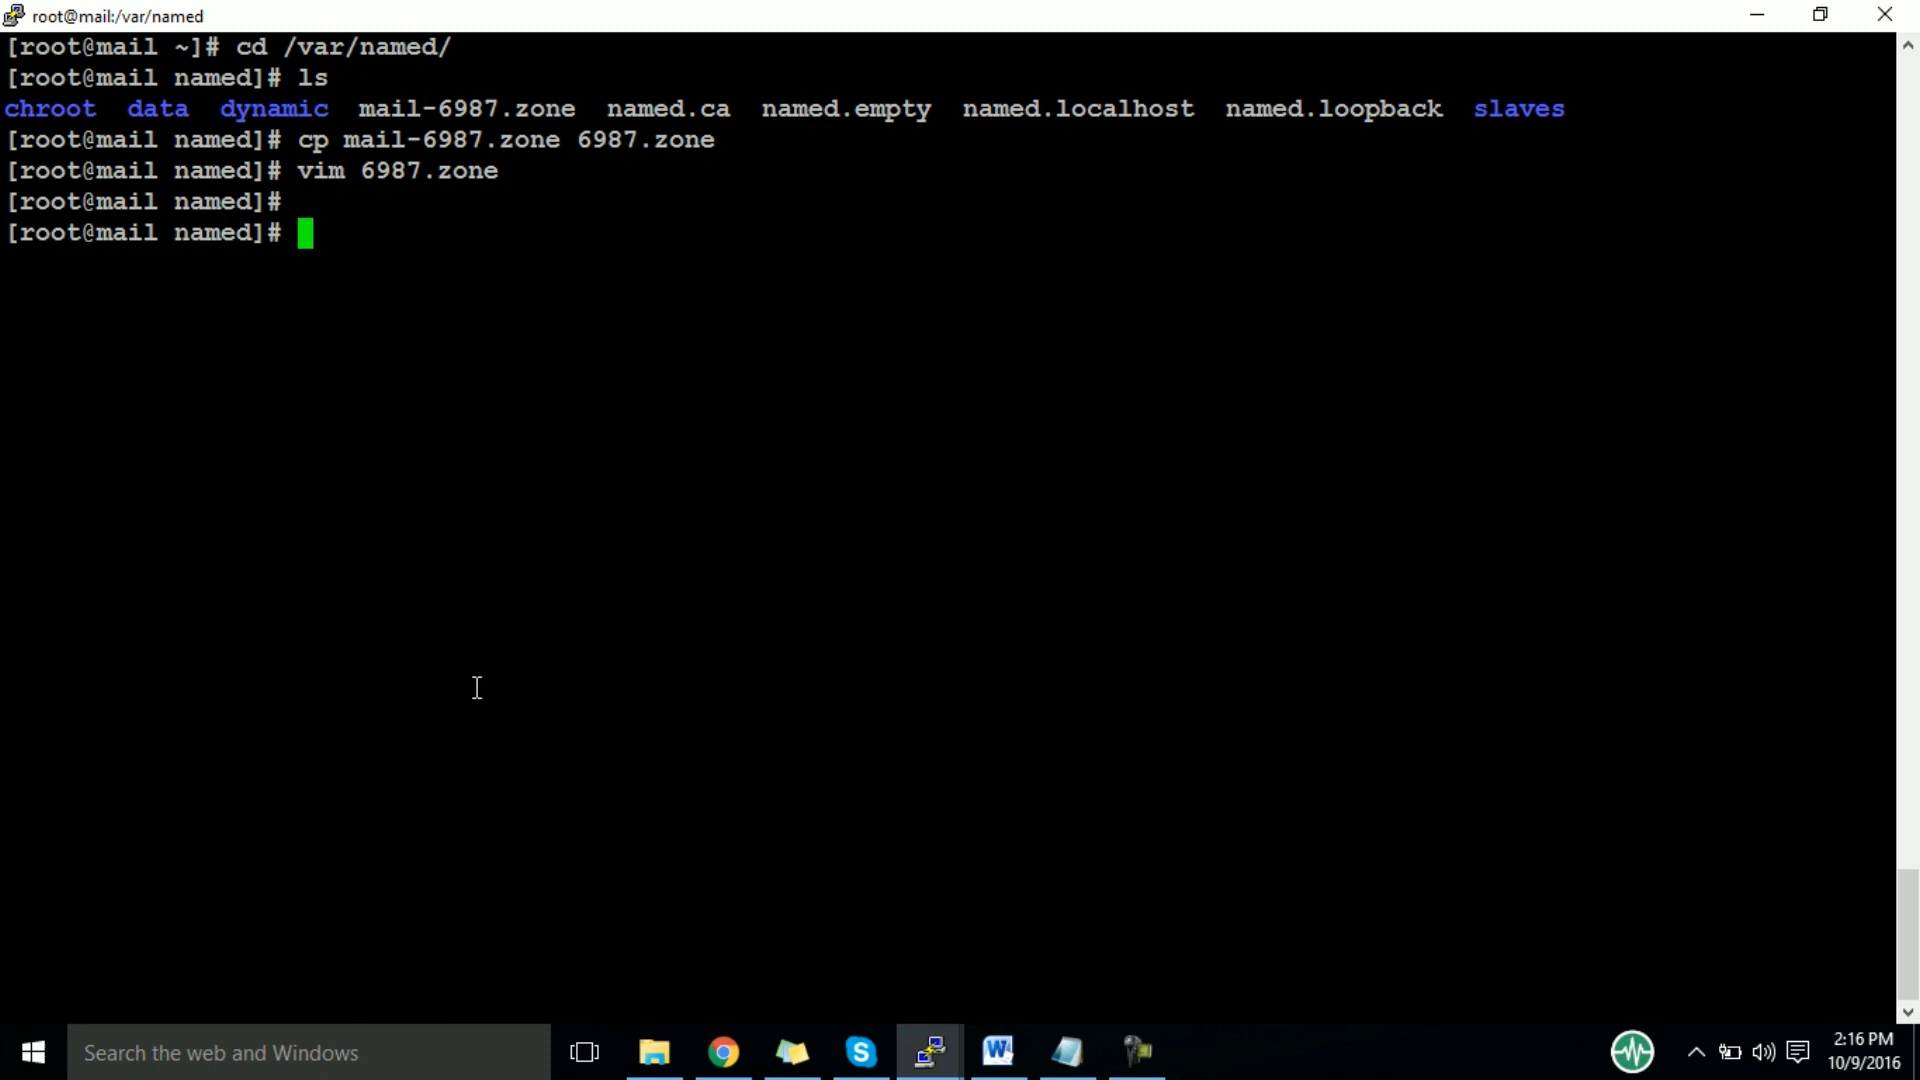 root@mail:/var/named
[root@mail ~]# cd /var/named/
[root@mail named]# ls
chroot  data  dynamic  mail-6987.zone  named.ca  named.empty  named.localhost  named.loopback  slaves
[root@mail named]# cp mail-6987.zone 6987.zone
[root@mail named]# vim 6987.zone
[root@mail named]#
[root@mail named]#
Search the web and Windows
2:16 PM
10/9/2016